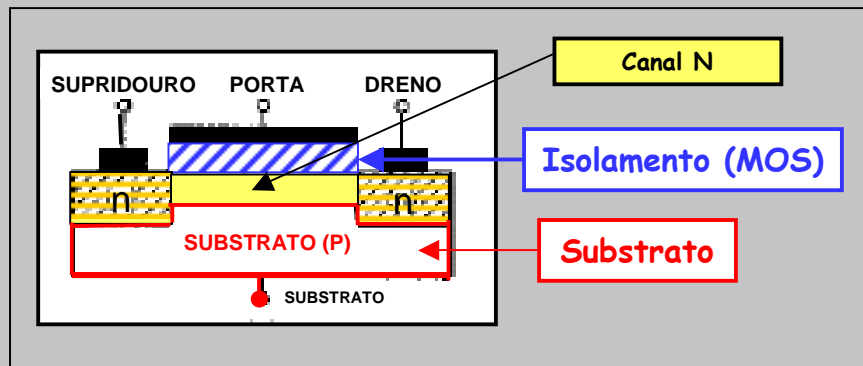 Canal N
SUPRIDOURO PORTA DRENO
Isolamento (MOS)
n n
SUBSTRATO (P)
Substrato
SUBSTRATO